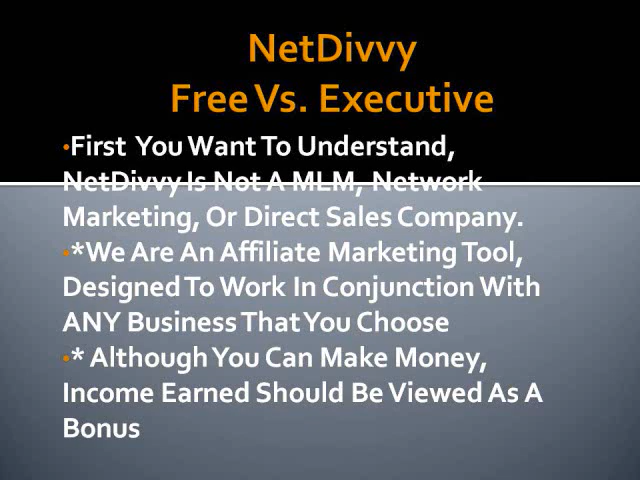 NetDivvy
Free Vs. Executive
•First You Want To Understand,
NetDivvy Is Not A MLM, Network
Marketing, Or Direct Sales Company.
•*We Are An Affiliate Marketing Tool,
Designed To Work In Conjunction With
ANY Business That You Choose
•* Although You Can Make Money,
Income Earned Should Be Viewed As A
Bonus